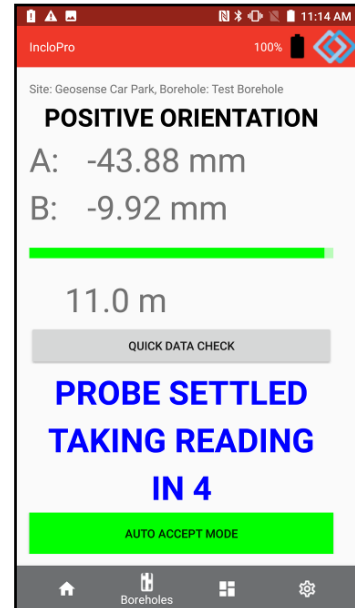 11:14 AM
IncloPro 100%
Site: Geosense Car Park, Borehole: Test Borehole
POSITIVE ORIENTATION
A: -43.88 mm
B: -9.92 mm
11.0 m
QUICK DATA CHECK
PROBE SETTLED
TAKING READING
IN 4
AUTO ACCEPT MODE
Boreholes